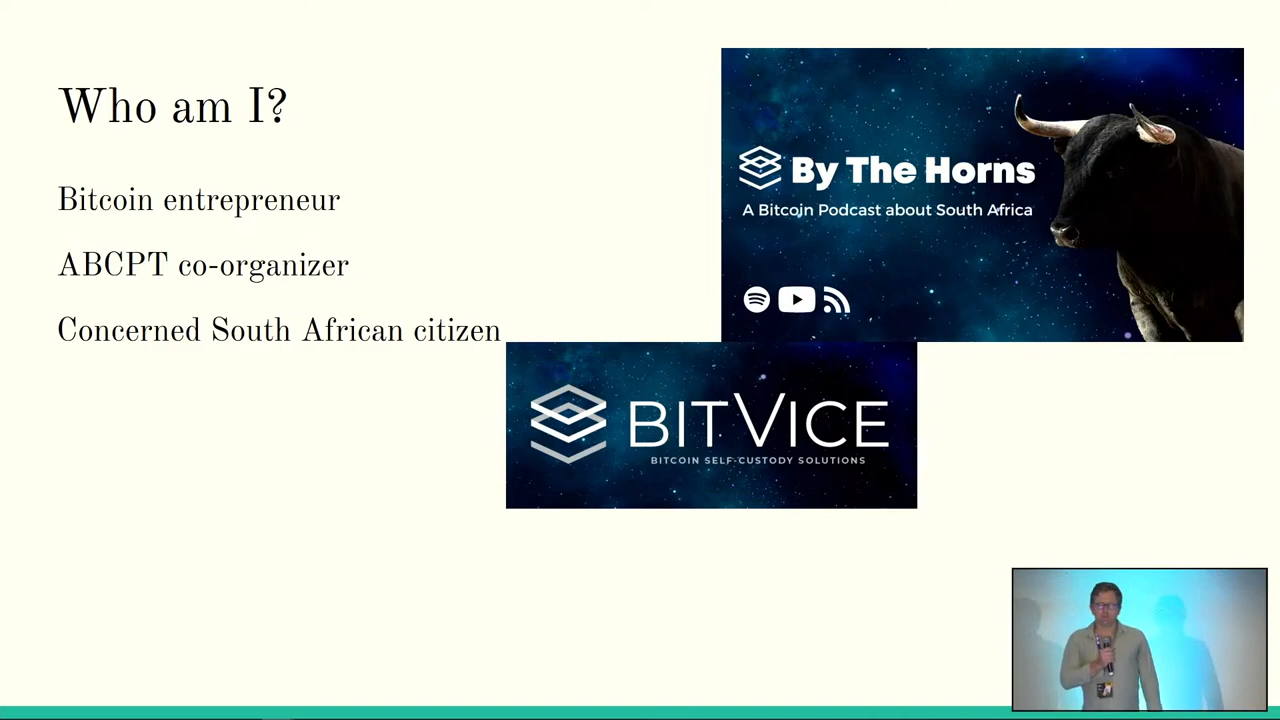 Who am I?
Bitcoin entrepreneur
ABCPT co-organizer
Concerned South African citizen
By The Horns
A Bitcoin Podcast about South Africa
BITVICE
BITCOIN SELF-CUSTODY SOLUTIONS